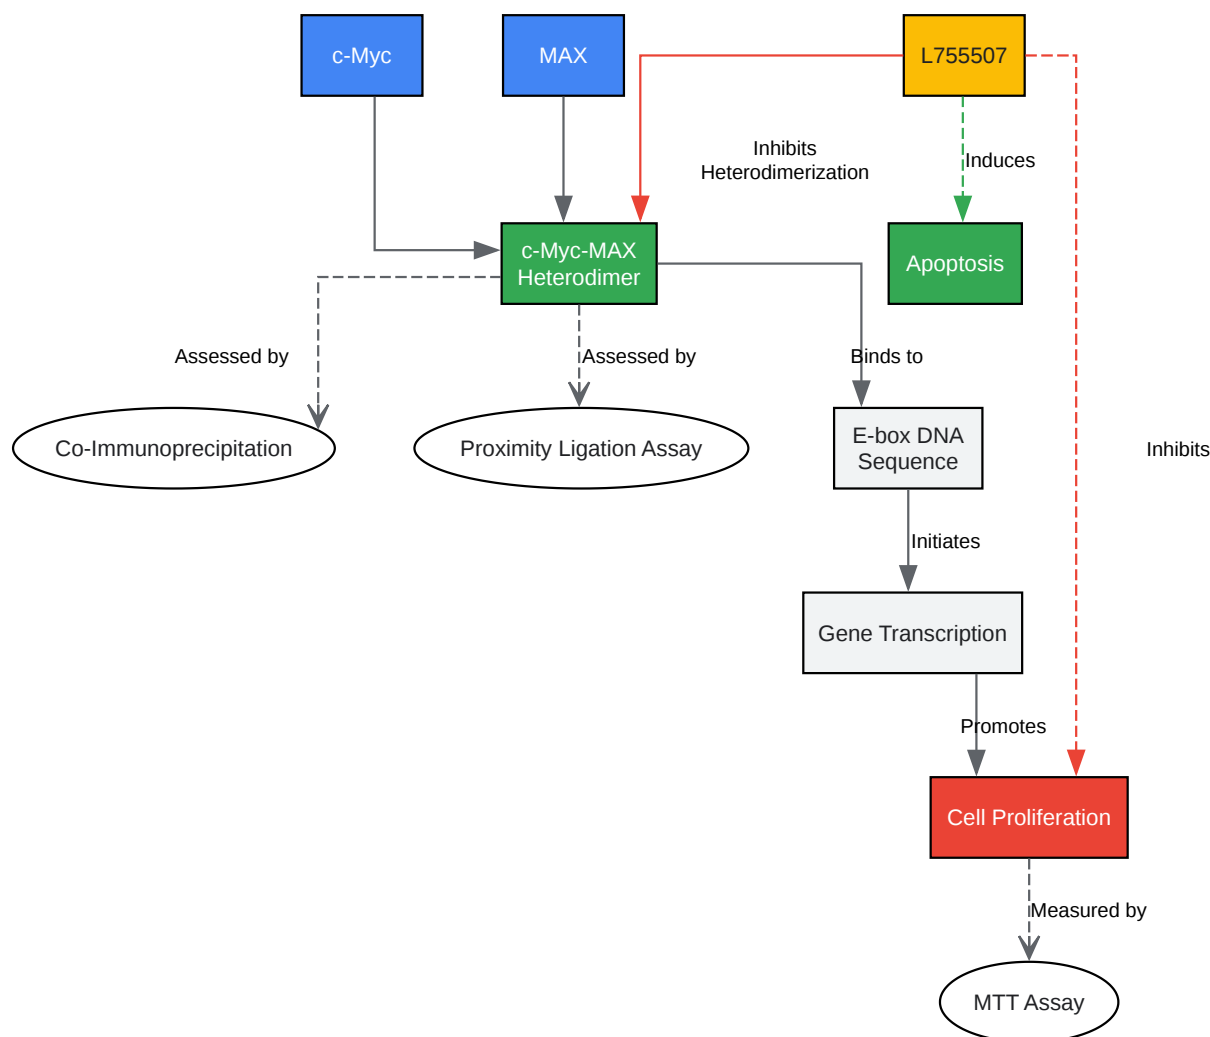 c-Myc
MAX
L755507
Inhibits
Heterodimerization
Induces
c-Myc-MAX
Heterodimer
Apoptosis
Assessed by
Assessed by
Binds to
Co-Immunoprecipitation
Proximity Ligation Assay
E-box DNA
Sequence
Inhibits
Initiates
Gene Transcription
Promotes
Cell Proliferation
Measured by
MTT Assay